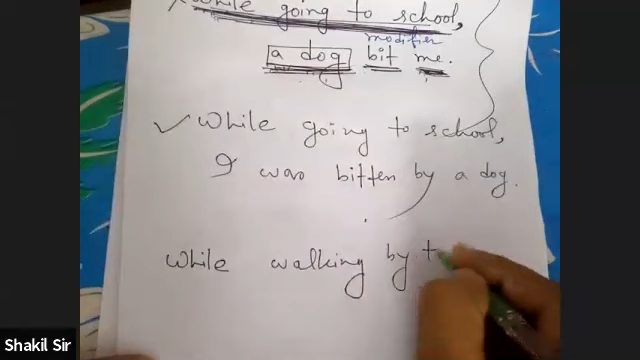 While going to school,
modifier
a dog bit me.
✓ While going to school,
I was bitten by a dog.
While walking by t
Shakil Sir